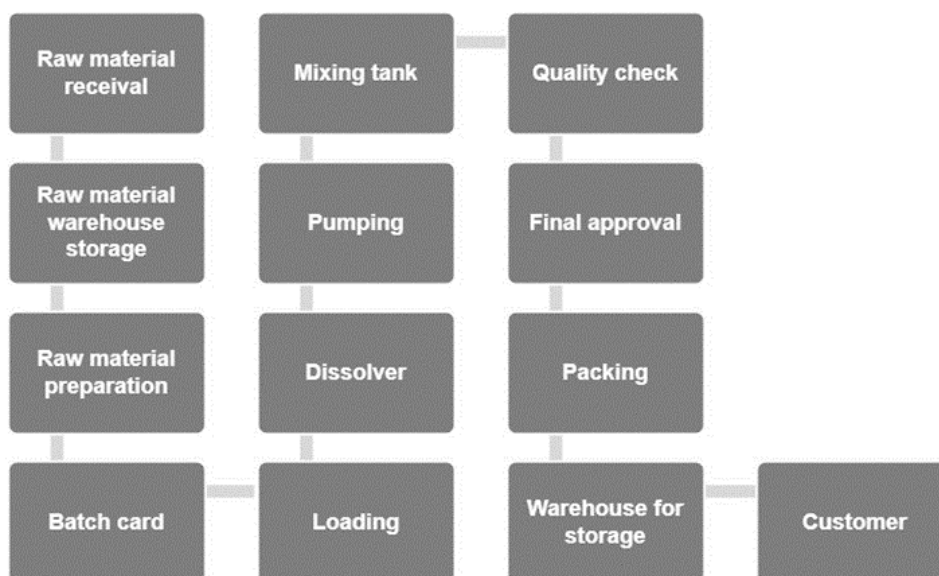 Raw material
receival
Raw material
warehouse
storage
Raw material
preparation
Batch card
Loading
Dissolver
Pumping
Mixing tank
Quality check
Final approval
Packing
Warehouse for
storage
Customer